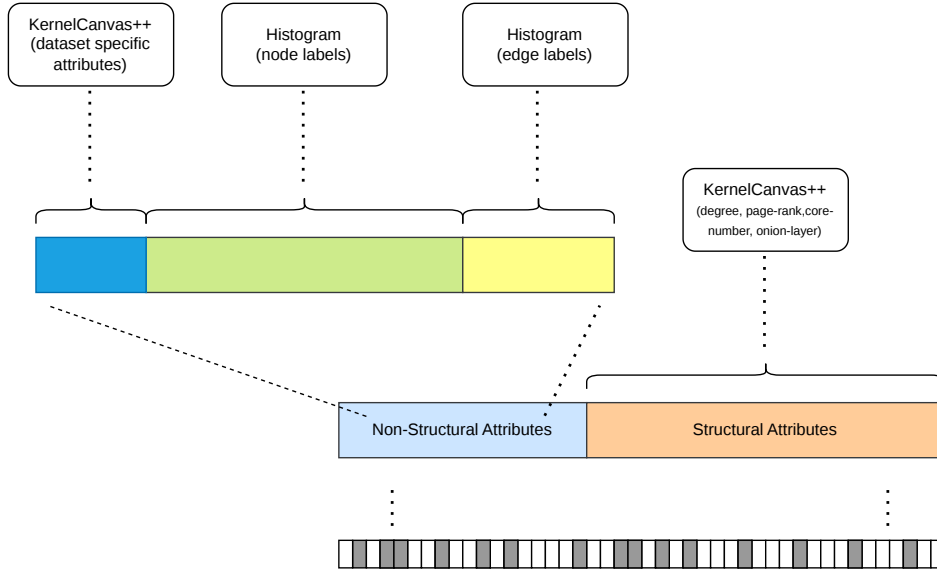 KernelCanvas++
(dataset specific
attributes)
Histogram
(node labels)
Histogram
(edge labels)
KernelCanvas++
(degree, page-rank,core-
number, onion-layer)
Non-Structural Attributes
Structural Attributes